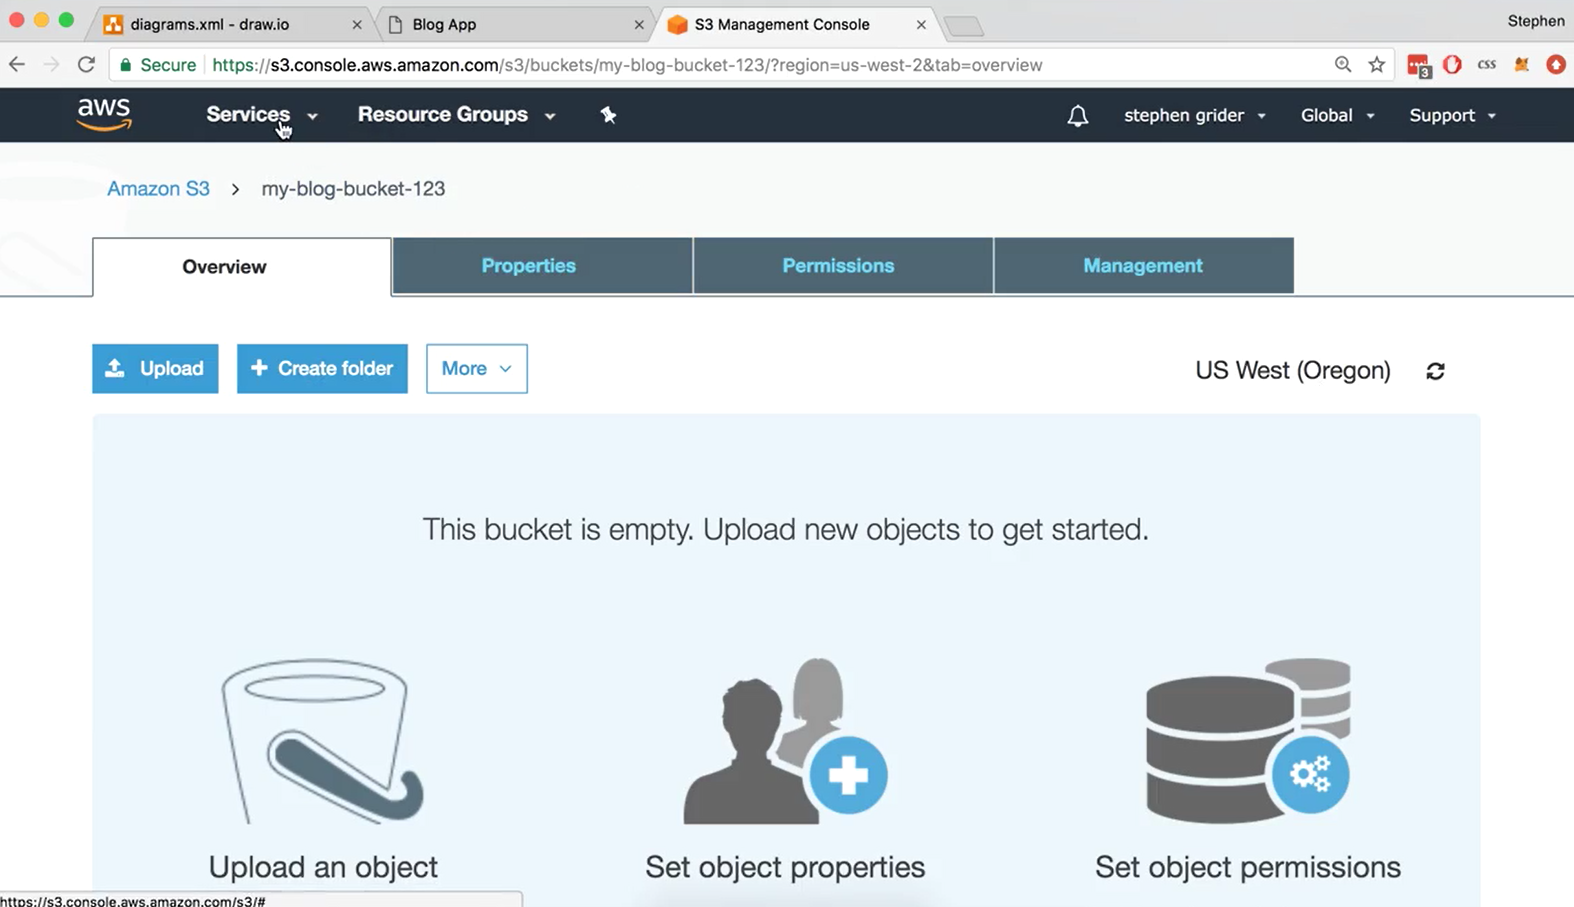 diagrams.xml - draw.io
Blog App
S3 Management Console
Stephen
Secure
https://s3.console.aws.amazon.com/s3/buckets/my-blog-bucket-123/?region=us-west-2&tab=overview
3
css
aws
Services
Resource Groups
stephen grider
Global
Support
Amazon S3 > my-blog-bucket-123
Overview
Properties
Permissions
Management
Upload
Create folder
More
US West (Oregon)
This bucket is empty. Upload new objects to get started.
Upload an object
Set object properties
Set object permissions
https://s3.console.aws.amazon.com/s3/#